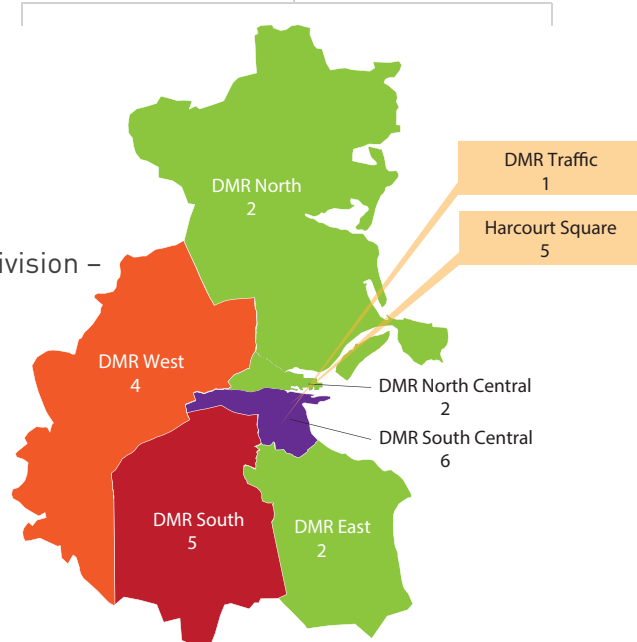 DMR North
2
DMR Traffic
1
Harcourt Square
5
ivision –
DMR West
4
DMR North Central
2
DMR South Central
6
DMR South
5
DMR East
2